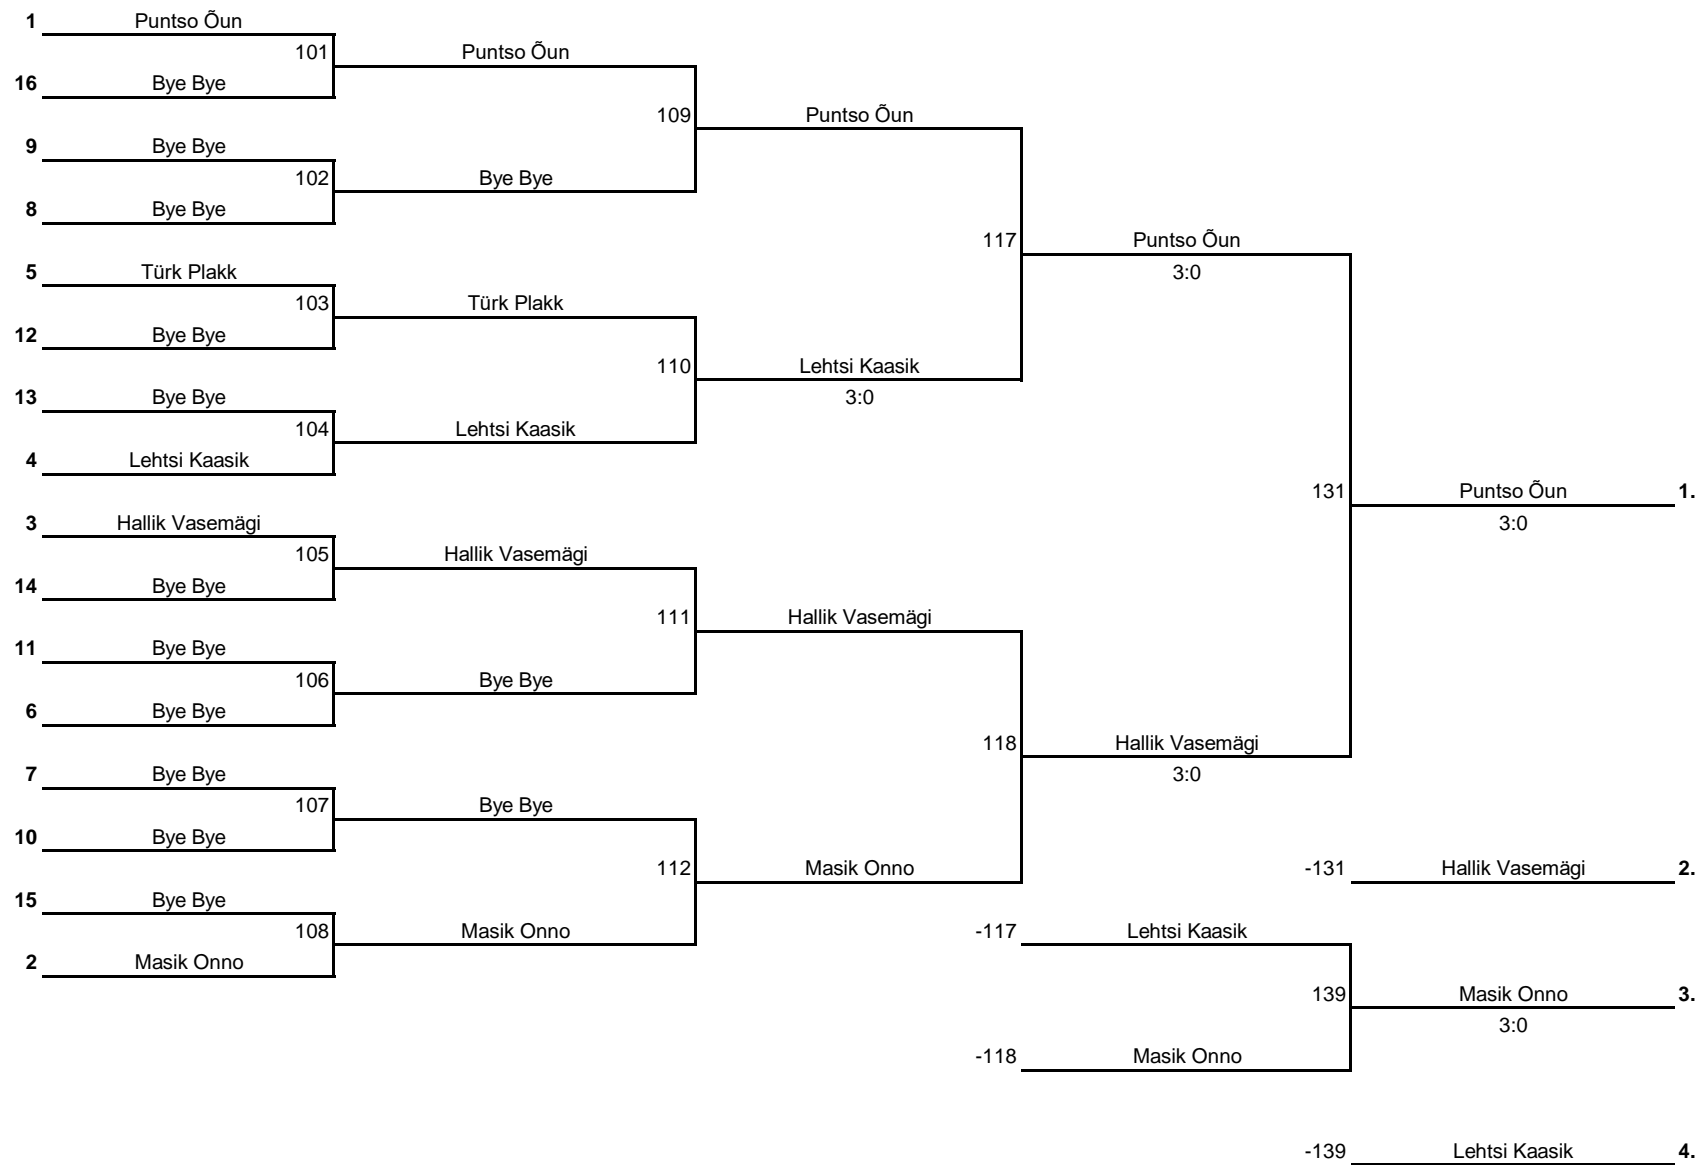 1 Puntso Õun
101 Puntso Õun
16 Bye Bye
109 Puntso Õun
9 Bye Bye
102 Bye Bye
8 Bye Bye
117 Puntso Õun
3:0
5 Türk Plakk
103 Türk Plakk
12 Bye Bye
110 Lehtsi Kaasik
3:0
13 Bye Bye
104 Lehtsi Kaasik
4 Lehtsi Kaasik
131 Puntso Õun 1.
3:0
3 Hallik Vasemägi
105 Hallik Vasemägi
14 Bye Bye
111 Hallik Vasemägi
11 Bye Bye
106 Bye Bye
6 Bye Bye
118 Hallik Vasemägi
3:0
7 Bye Bye
107 Bye Bye
10 Bye Bye
112 Masik Onno
-131 Hallik Vasemägi 2.
15 Bye Bye
108 Masik Onno
2 Masik Onno
-117 Lehtsi Kaasik
139 Masik Onno 3.
3:0
-118 Masik Onno
-139 Lehtsi Kaasik 4.